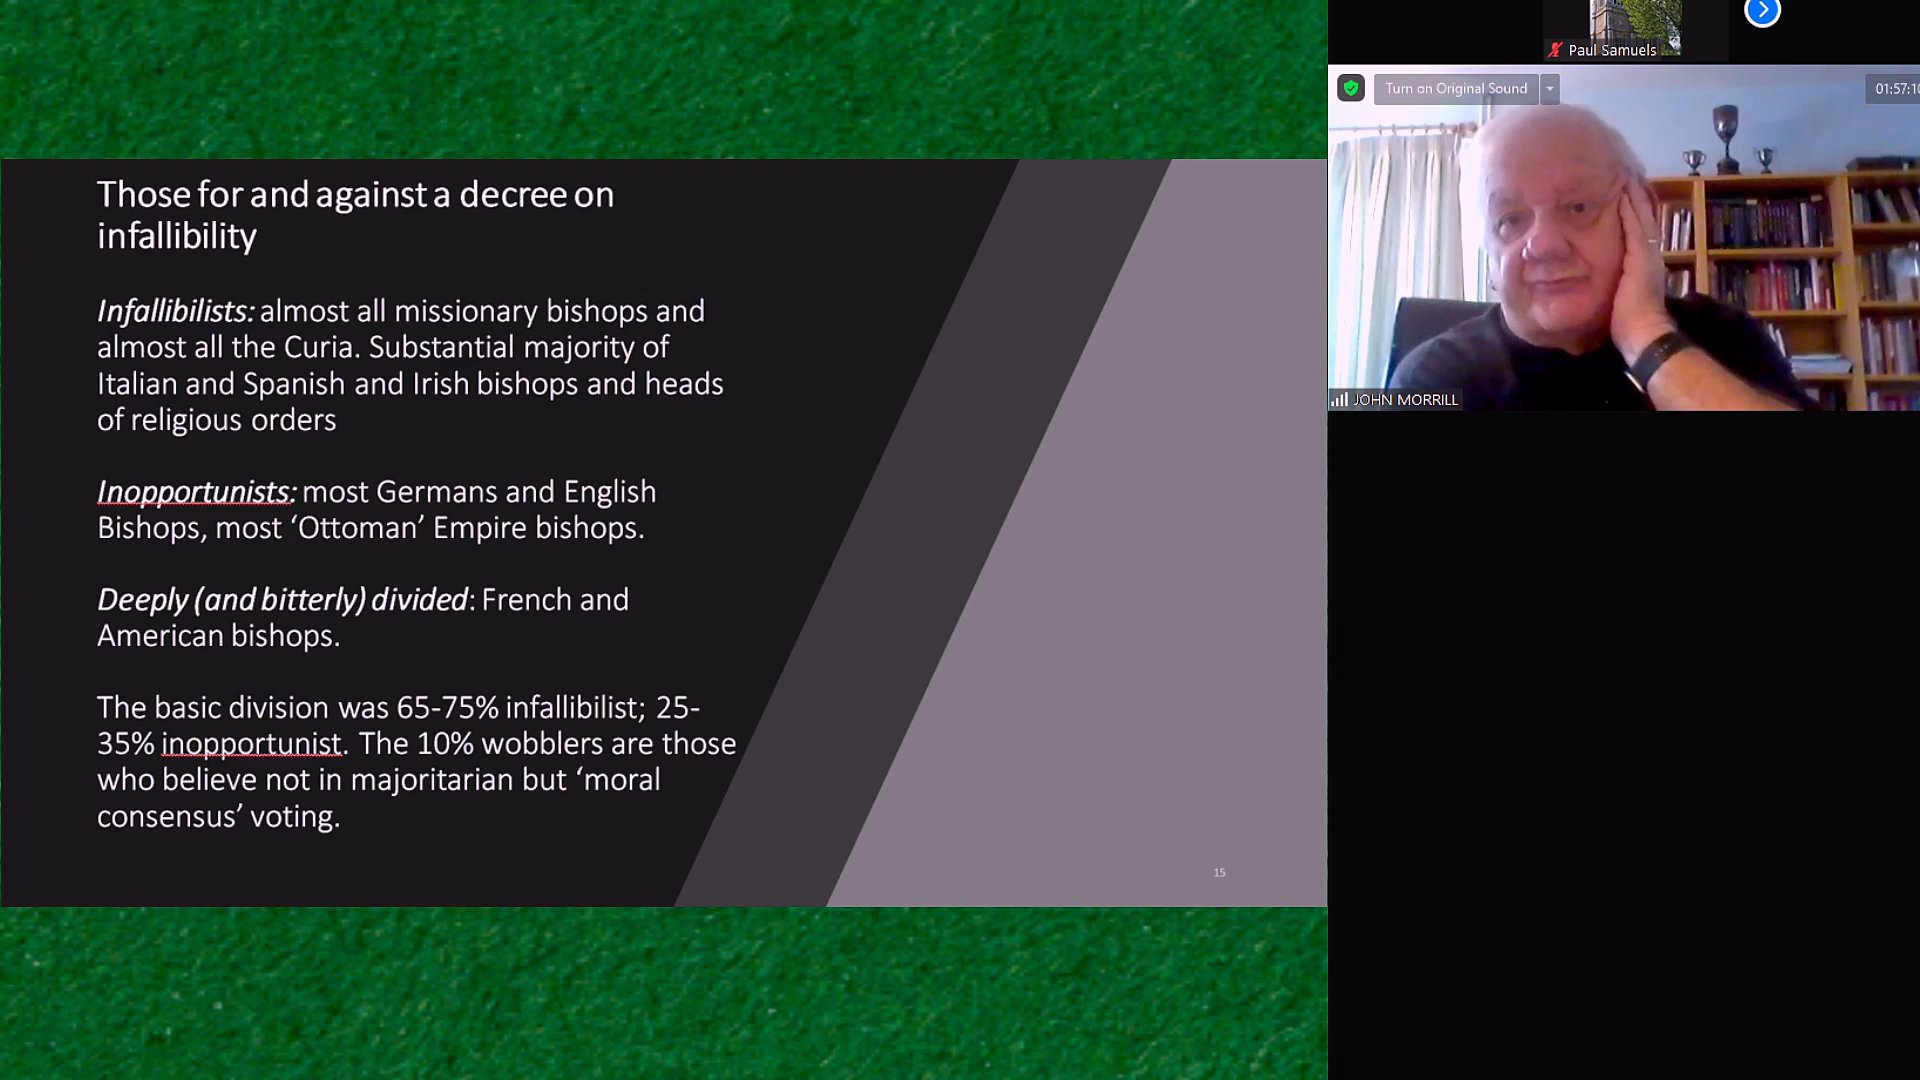 Those for and against a decree on
infallibility
Infallibilists: almost all missionary bishops and
almost all the Curia. Substantial majority of
Italian and Spanish and Irish bishops and heads
of religious orders
Inopportunists: most Germans and English
Bishops, most ‘Ottoman’ Empire bishops.
Deeply (and bitterly) divided: French and
American bishops.
The basic division was 65-75% infallibilist; 25-
35% inopportunist. The 10% wobblers are those
who believe not in majoritarian but ‘moral
consensus’ voting.
15
Paul Samuels
Turn on Original Sound
01:57:10
JOHN MORRILL